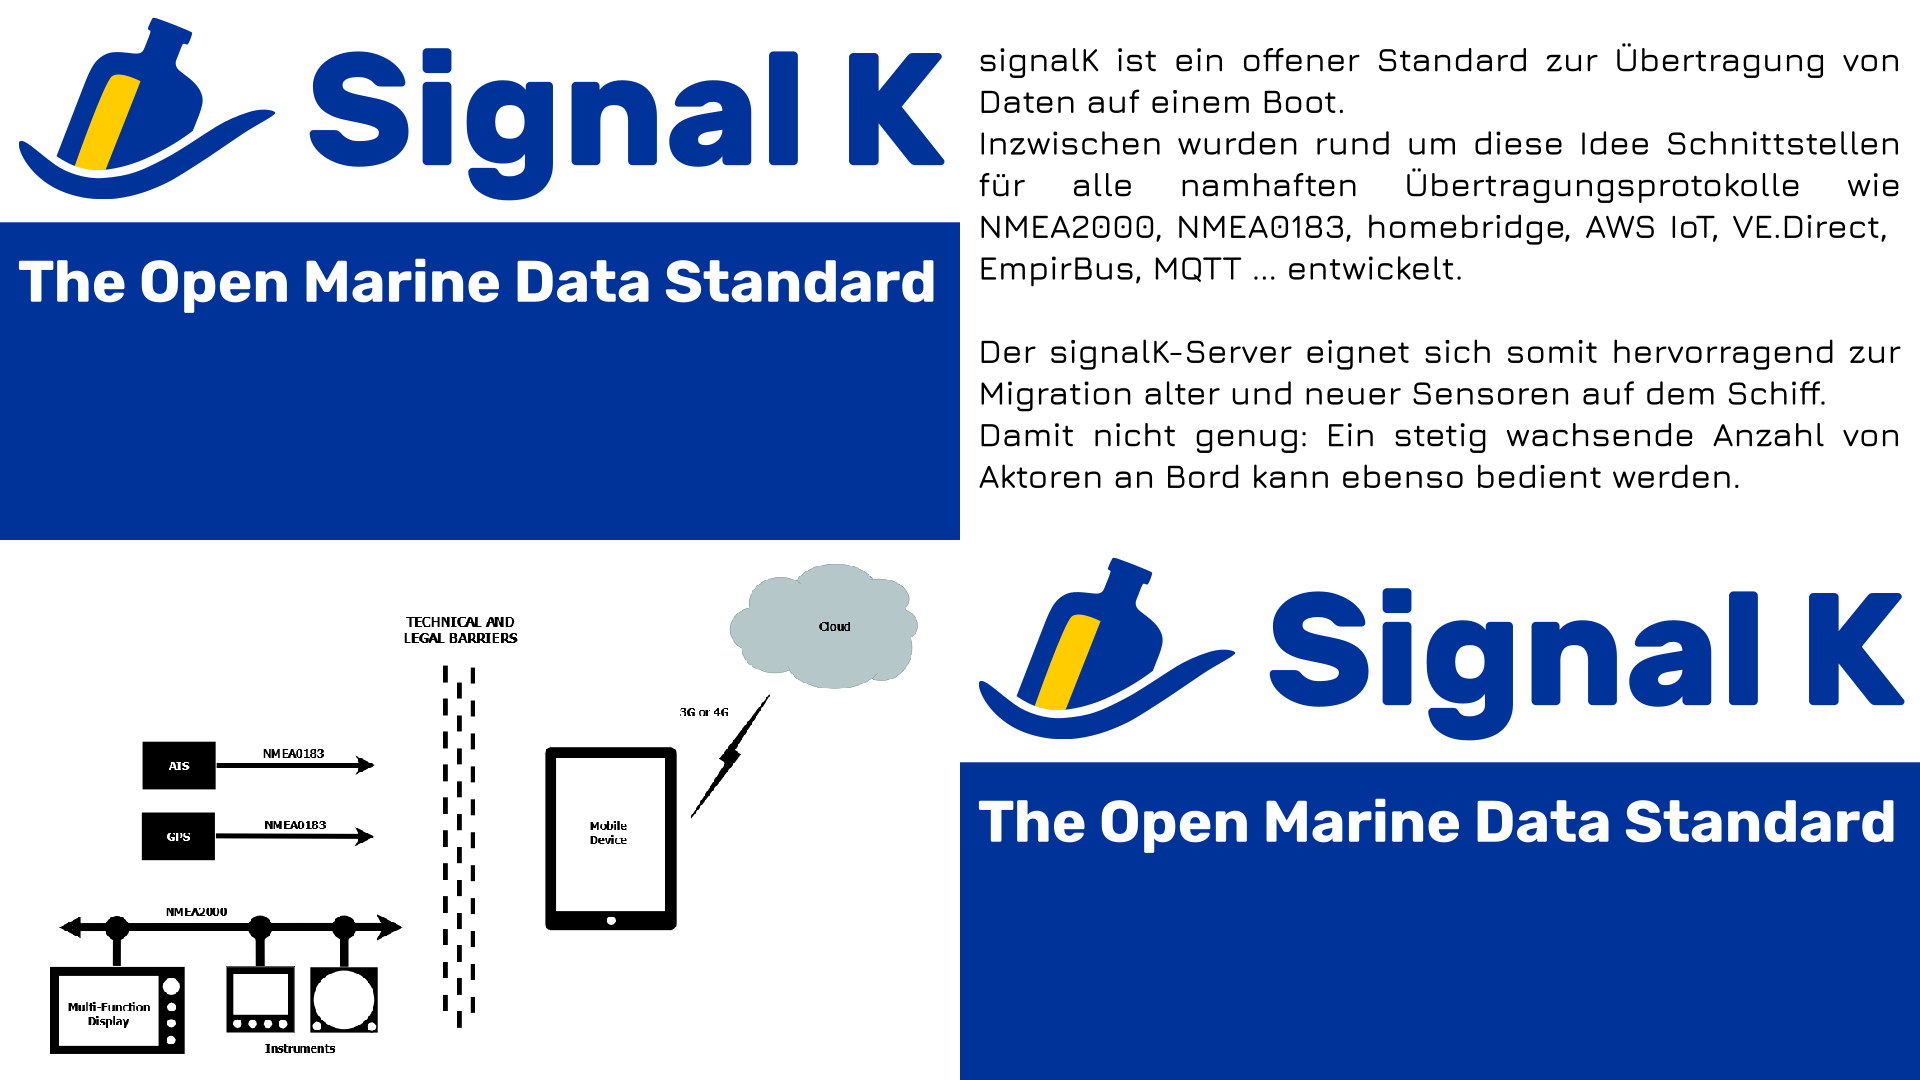 Signal K
The Open Marine Data Standard
signalK ist ein offener Standard zur Übertragung von
Daten auf einem Boot.
Inzwischen wurden rund um diese Idee Schnittstellen
für alle namhaften Übertragungsprotokolle wie
NMEA2000, NMEA0183, homebridge, AWS IoT, VE.Direct,
EmpirBus, MQTT ... entwickelt.
Der signalK-Server eignet sich somit hervorragend zur
Migration alter und neuer Sensoren auf dem Schiff.
Damit nicht genug: Ein stetig wachsende Anzahl von
Aktoren an Bord kann ebenso bedient werden.
TECHNICAL AND
LEGAL BARRIERS
Cloud
3G or 4G
AIS
NMEA0183
GPS
NMEA0183
Mobile
Device
NMEA2000
Multi-Function
Display
Instruments
Signal K
The Open Marine Data Standard